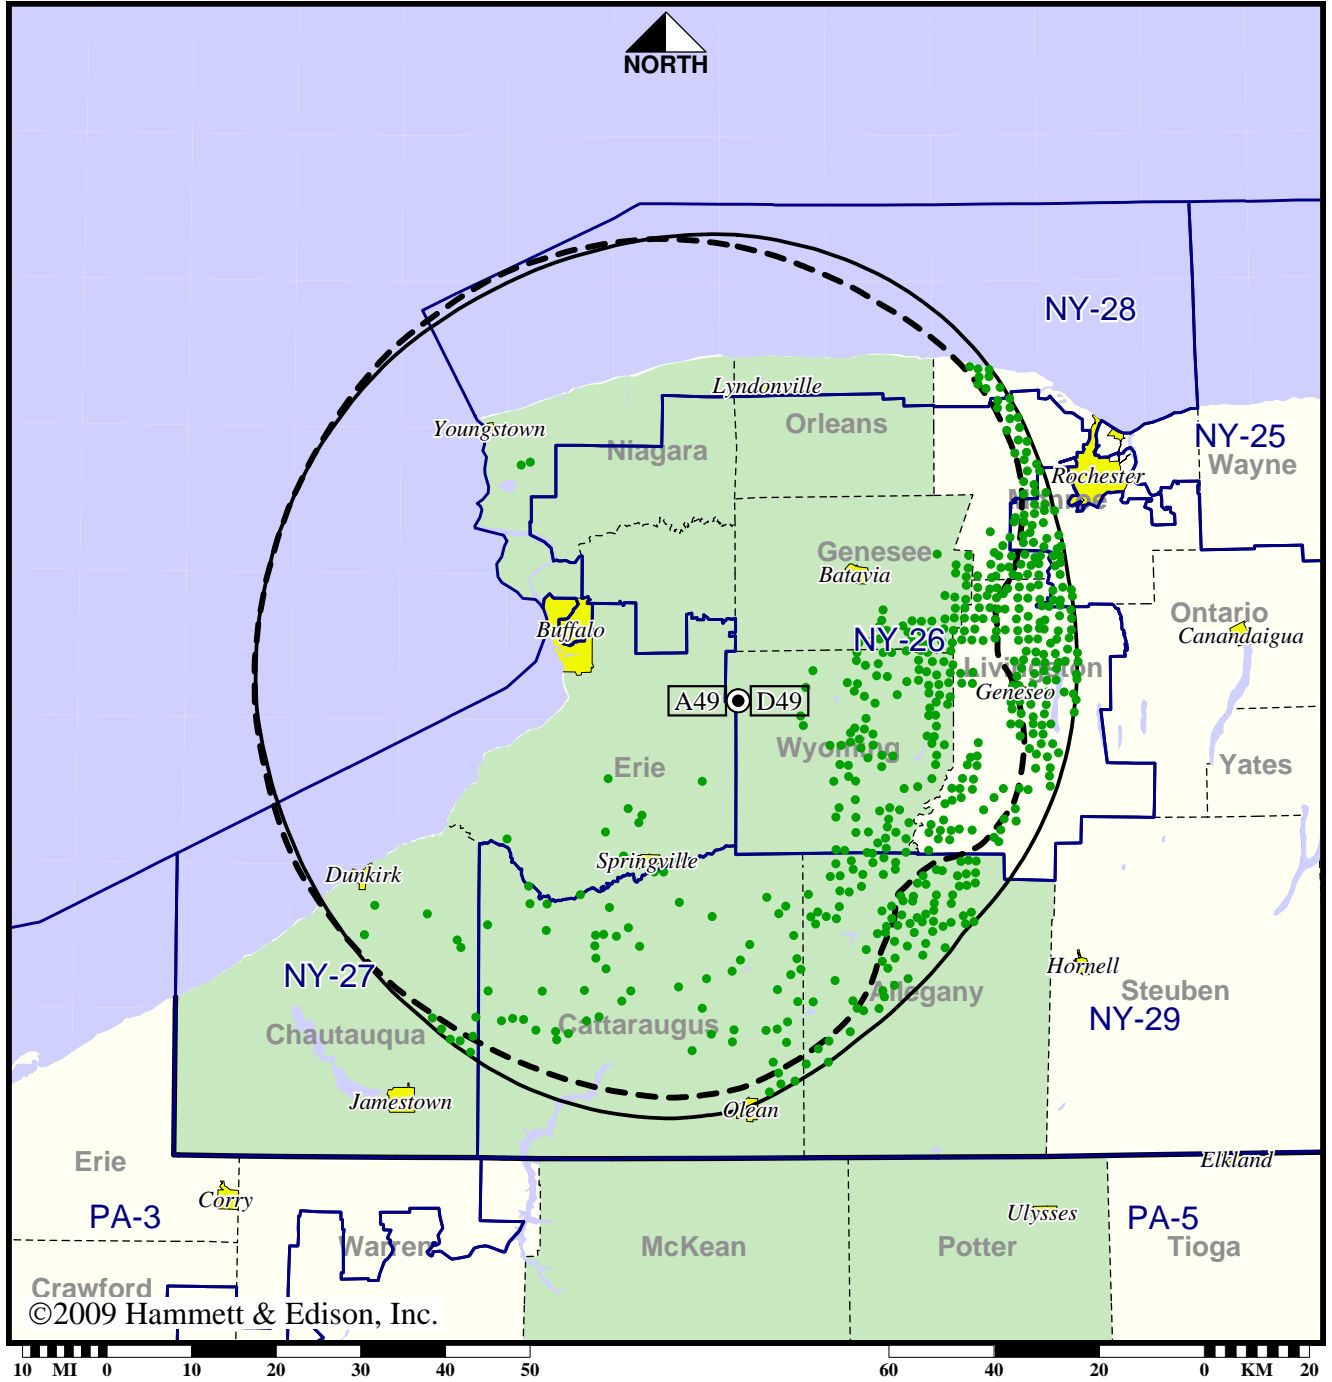 NORTH
NY-28
Lyndonville
Orleans
Youngstown
Niagara
NY-25
Wayne
Rochester
Monroe
Genesee
Batavia
Ontario
Canandaigua
Buffalo
NY-26
Livingston
Geneseo
A49 D49
Wyoming
Erie
Yates
Springville
Dunkirk
Hornell
NY-27
Allegany
Steuben
NY-29
Cattaraugus
Chautauqua
Jamestown
Olean
Erie
Elkland
Corry
PA-3
Ulysses
PA-5
Warren
McKean
Potter
Tioga
Crawford
©2009 Hammett & Edison, Inc.
10 MI 0 10 20 30 40 50 60 40 20 0 KM 20